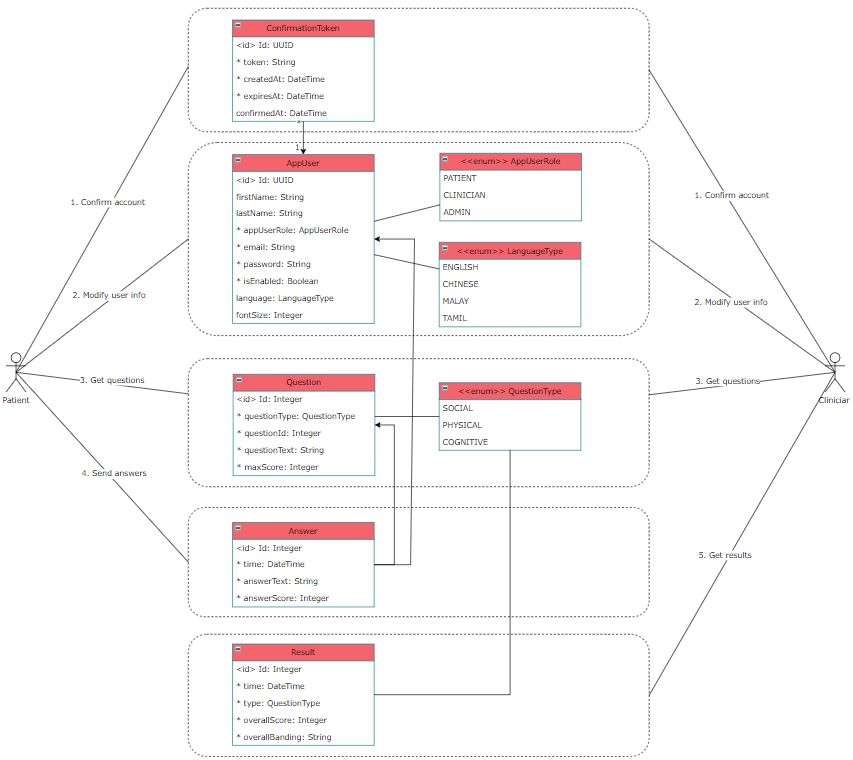 ConfirmationToken
<id> Id: UUID
* token: String
* createdAt: DateTime
* expiresAt: DateTime
confirmedAt: DateTime
*
1
AppUser
<id> Id: UUID
firstName: String
lastName: String
* appUserRole: AppUserRole
* email: String
* password: String
* isEnabled: Boolean
language: LanguageType
fontSize: Integer
<<enum>> AppUserRole
PATIENT
CLINICIAN
ADMIN
<<enum>> LanguageType
ENGLISH
CHINESE
MALAY
TAMIL
1. Confirm account
2. Modify user info
3. Get questions
4. Send answers
Patient
1. Confirm account
2. Modify user info
3. Get questions
5. Get results
Clinician
Question
<id> Id: Integer
* questionType: QuestionType
* questionId: Integer
* questionText: String
* maxScore: Integer
<<enum>> QuestionType
SOCIAL
PHYSICAL
COGNITIVE
Answer
<id> Id: Integer
* time: DateTime
* answerText: String
* answerScore: Integer
Result
<id> Id: Integer
* time: DateTime
* type: QuestionType
* overallScore: Integer
* overallBanding: String